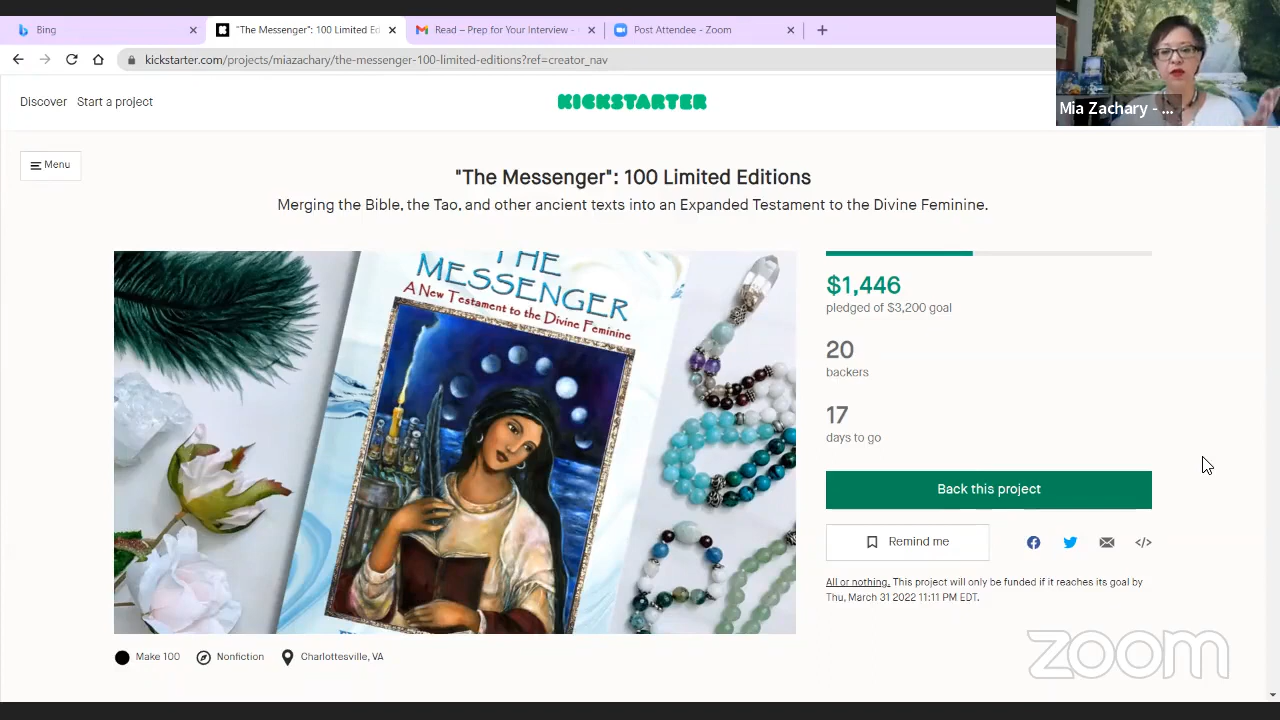 Bing
"The Messenger": 100 Limited Ed
Read – Prep for Your Interview -
Post Attendee - Zoom
kickstarter.com/projects/miazachary/the-messenger-100-limited-editions?ref=creator_nav
Discover Start a project
KICKSTARTER
Mia Zachary - ...
Menu
"The Messenger": 100 Limited Editions
Merging the Bible, the Tao, and other ancient texts into an Expanded Testament to the Divine Feminine.
THE
MESSENGER
A New Testament to the Divine Feminine
$1,446
pledged of $3,200 goal
20
backers
17
days to go
Back this project
Remind me
All or nothing. This project will only be funded if it reaches its goal by
Thu, March 31 2022 11:11 PM EDT.
Make 100 Nonfiction Charlottesville, VA
zoom